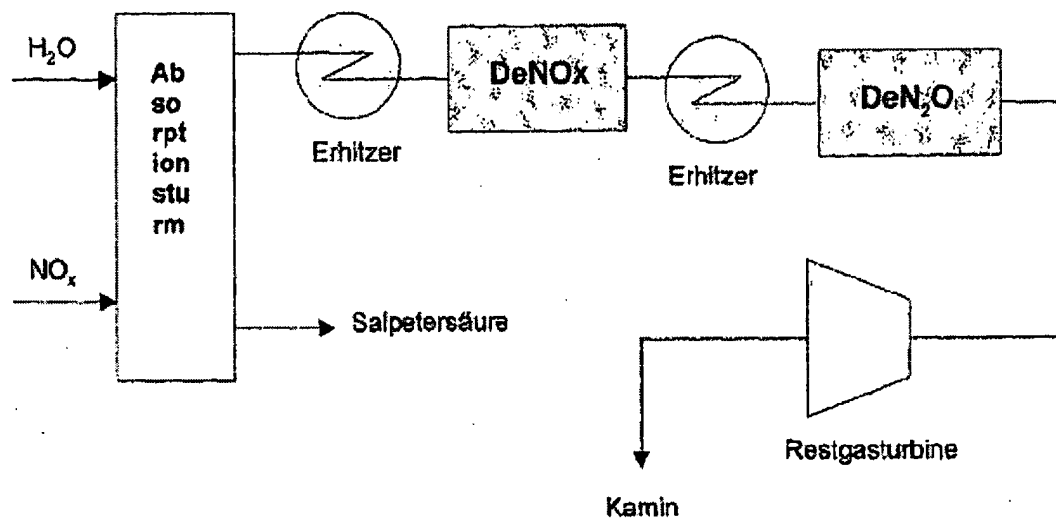 H₂O
Ab
so
rpt
ion
stu
rm
NOₓ
Salpetersäure
Erhitzer
DeNOx
Erhitzer
DeN₂O
Restgasturbine
Kamin